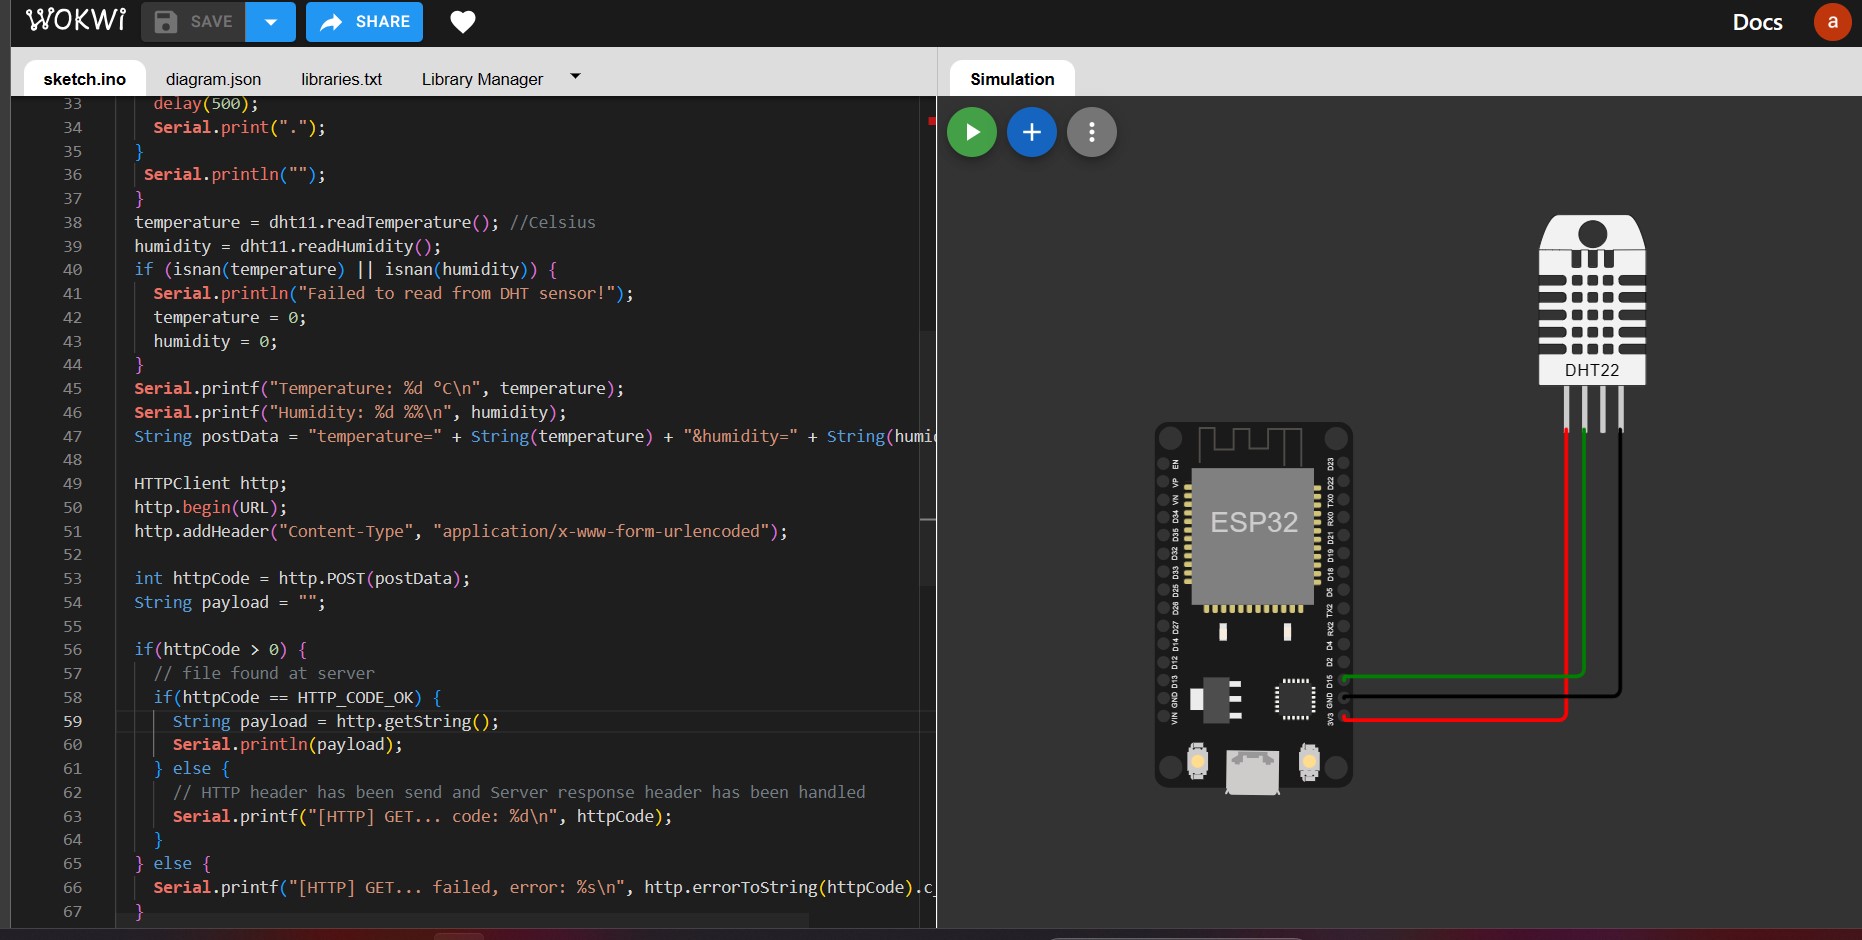 WOKWi SAVE SHARE Docs a
sketch.ino diagram.json libraries.txt Library Manager Simulation
33 delay(500);
34 Serial.print(".");
35 }
36 Serial.println("");
37 }
38 temperature = dht11.readTemperature(); //Celsius
39 humidity = dht11.readHumidity();
40 if (isnan(temperature) || isnan(humidity)) {
41 Serial.println("Failed to read from DHT sensor!");
42 temperature = 0;
43 humidity = 0;
44 }
45 Serial.printf("Temperature: %d °C\n", temperature);
46 Serial.printf("Humidity: %d %%\n", humidity);
47 String postData = "temperature=" + String(temperature) + "&humidity=" + String(humi
48
49 HTTPClient http;
50 http.begin(URL);
51 http.addHeader("Content-Type", "application/x-www-form-urlencoded");
52
53 int httpCode = http.POST(postData);
54 String payload = "";
55
56 if(httpCode > 0) {
57 // file found at server
58 if(httpCode == HTTP_CODE_OK) {
59 String payload = http.getString();
60 Serial.println(payload);
61 } else {
62 // HTTP header has been send and Server response header has been handled
63 Serial.printf("[HTTP] GET... code: %d\n", httpCode);
64 }
65 } else {
66 Serial.printf("[HTTP] GET... failed, error: %s\n", http.errorToString(httpCode).c_
67 }
DHT22
ESP32
EN
VP
VN
D34
D35
D32
D33
D25
D26
D27
D14
D12
D13
GND
VIN
D23
D22
TX0
RX0
D21
D19
D18
D5
TX2
RX2
D4
D2
D15
GND
3V3